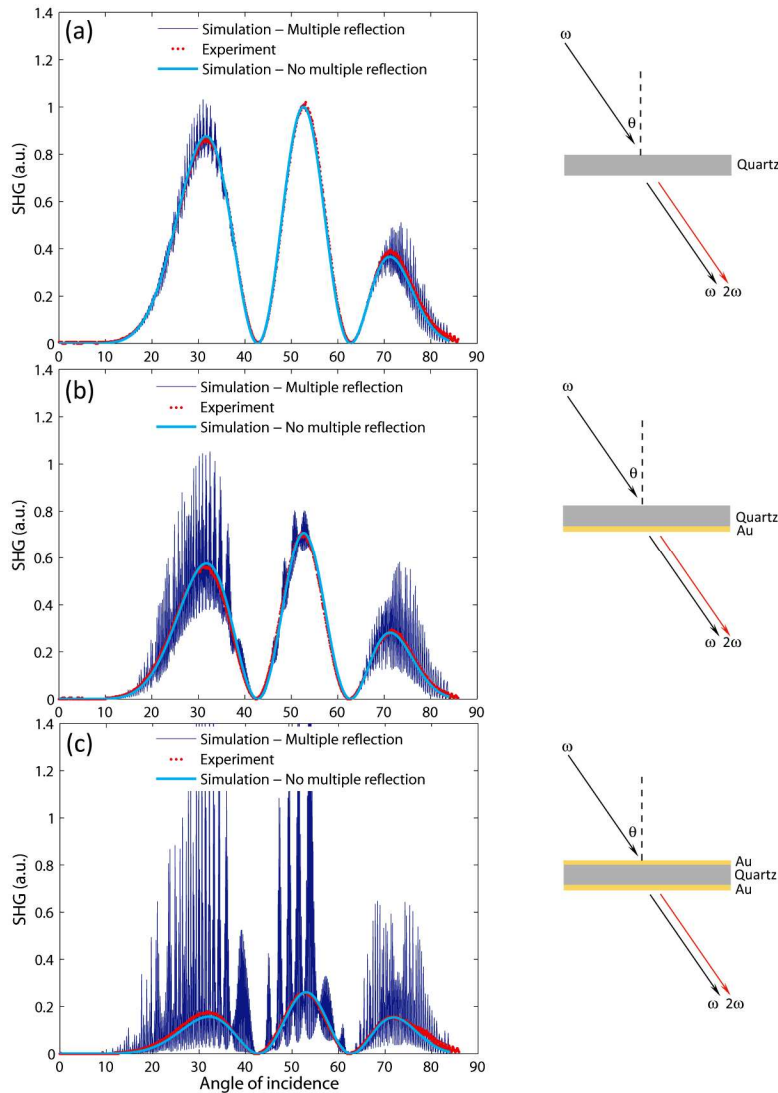 (a)
Simulation – Multiple reflection
Experiment
Simulation – No multiple reflection
SHG (a.u.)
1.4
1.2
1
0.8
0.6
0.4
0.2
0
0 10 20 30 40 50 60 70 80 90
ω
θ
Quartz
ω 2ω
(b)
Simulation – Multiple reflection
Experiment
Simulation – No multiple reflection
SHG (a.u.)
1.4
1.2
1
0.8
0.6
0.4
0.2
0
0 10 20 30 40 50 60 70 80 90
ω
θ
Quartz
Au
ω 2ω
(c)
Simulation – Multiple reflection
Experiment
Simulation – No multiple reflection
SHG (a.u.)
1.4
1.2
1
0.8
0.6
0.4
0.2
0
0 10 20 30 40 50 60 70 80 90
Angle of incidence
ω
θ
Au
Quartz
Au
ω 2ω